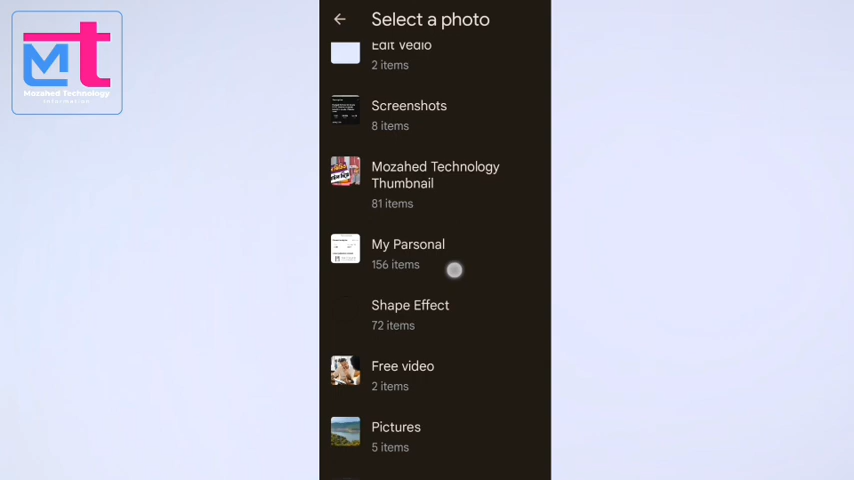 Mozahed Technology
Information
Select a photo
Edit Vedio
2 items
Screenshots
8 items
Mozahed Technology
Thumbnail
81 items
My Parsonal
156 items
Shape Effect
72 items
Free video
2 items
Pictures
5 items